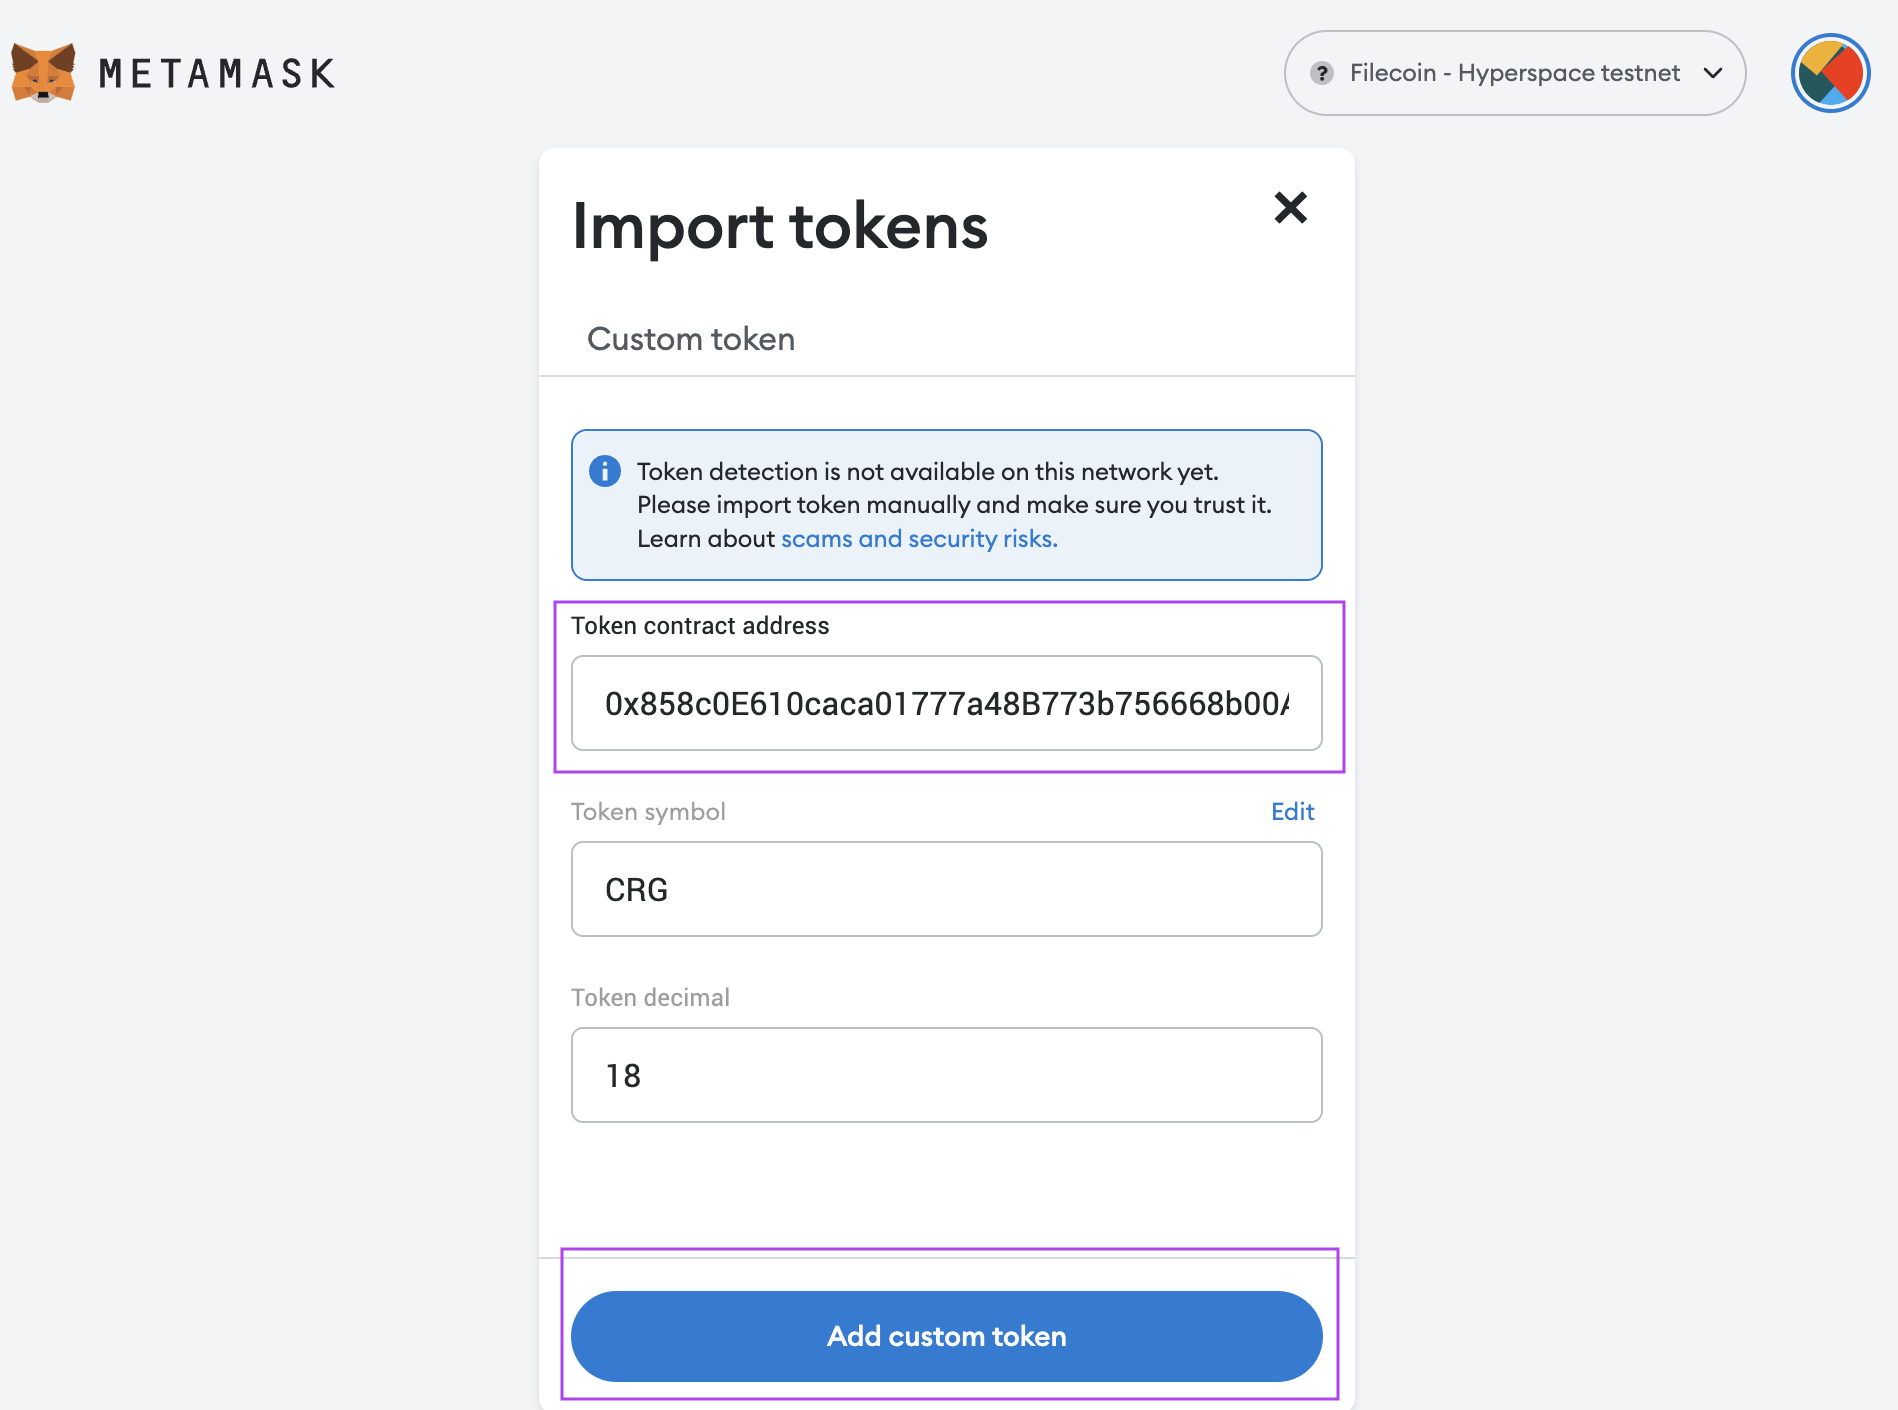 METAMASK
? Filecoin - Hyperspace testnet
Import tokens
Custom token
Token detection is not available on this network yet.
Please import token manually and make sure you trust it.
Learn about scams and security risks.
Token contract address
0x858c0E610caca01777a48B773b756668b00A
Token symbol
Edit
CRG
Token decimal
18
Add custom token